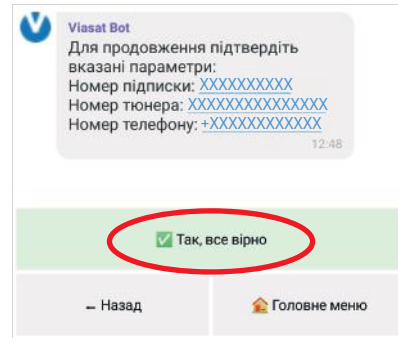 Viasat Bot
Для продовження підтвердіть
вказані параметри:
Номер підписки: XXXXXXXXXX
Номер тюнера: XXXXXXXXXXXXXXX
Номер телефону: +XXXXXXXXXXXX
12:48
✅ Так, все вірно
← Назад
🏠 Головне меню